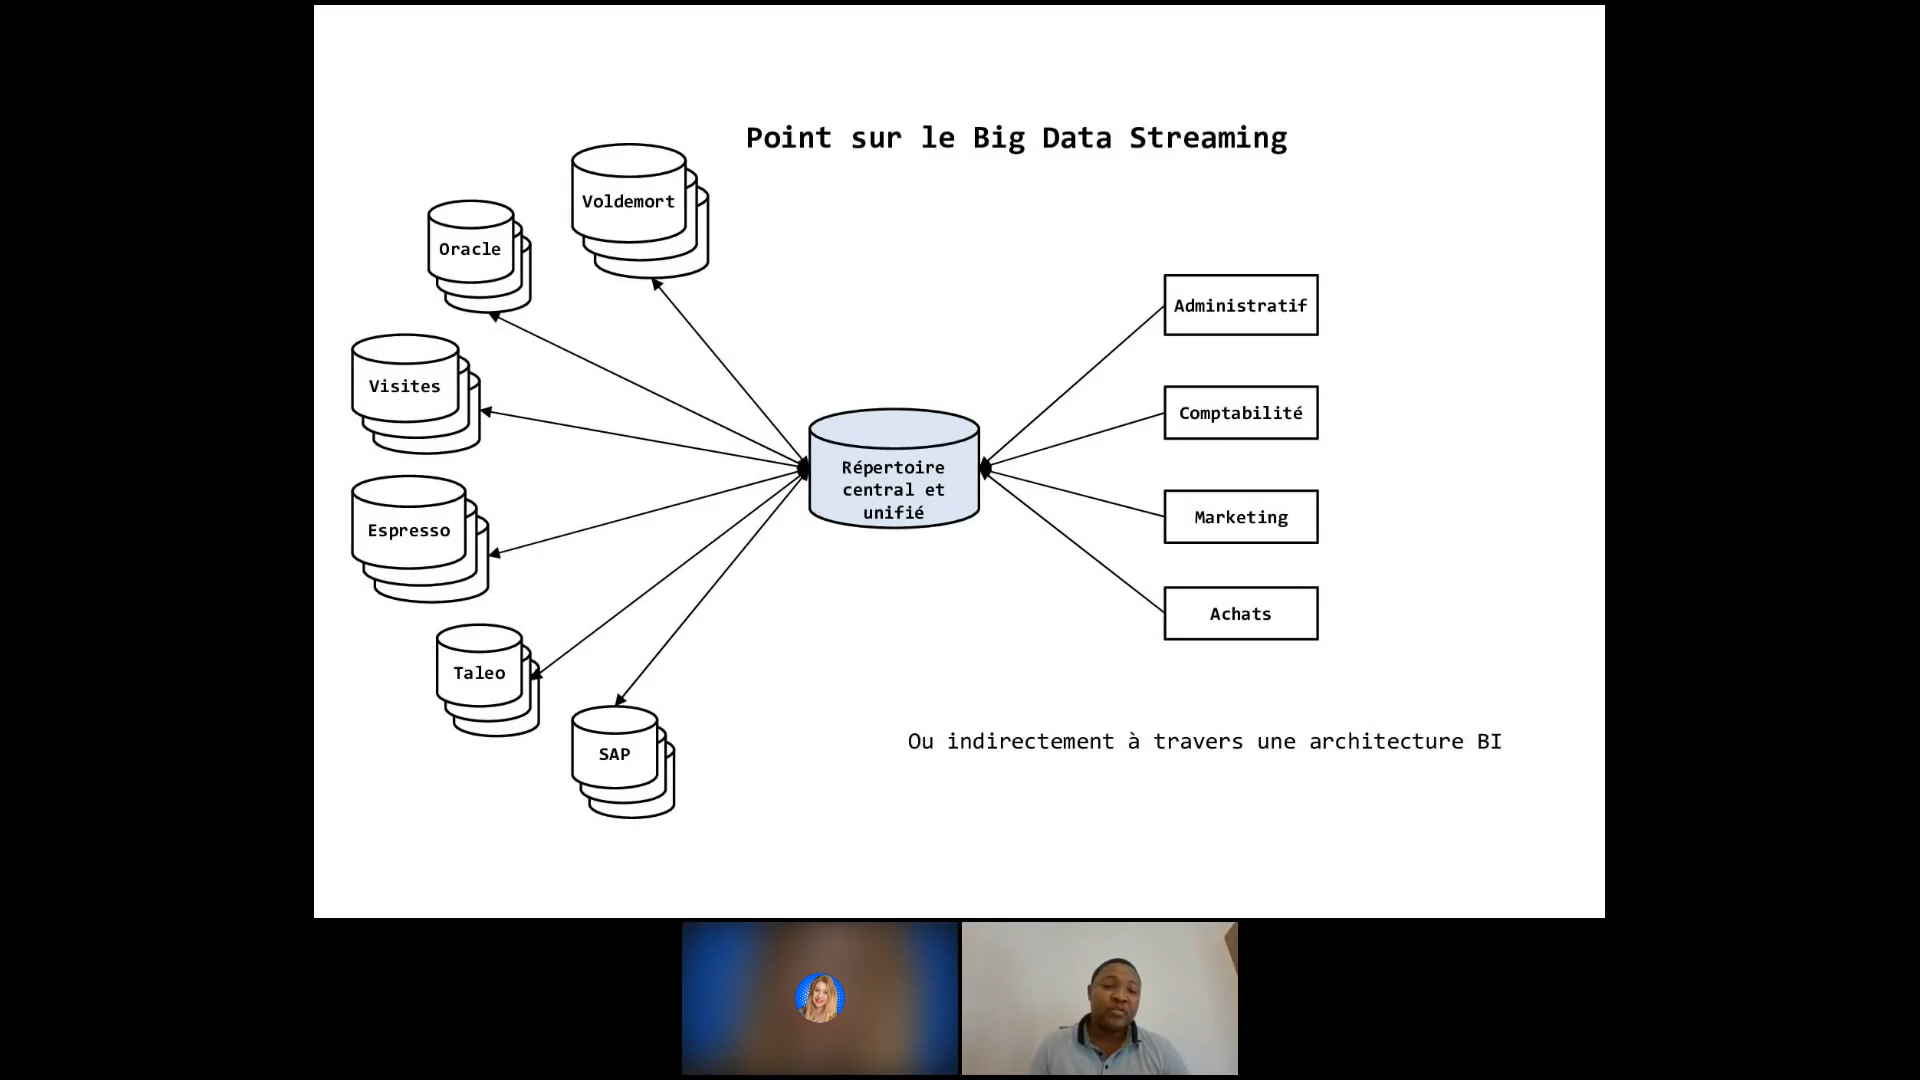 Point sur le Big Data Streaming
Voldemort
Oracle
Visites
Espresso
Taleo
SAP
Répertoire
central et
unifié
Administratif
Comptabilité
Marketing
Achats
Ou indirectement à travers une architecture BI